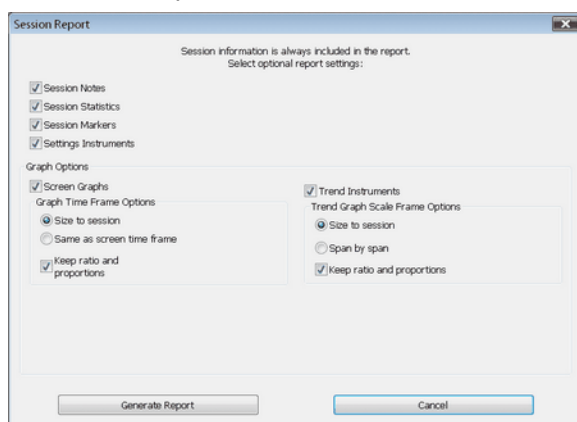 Session Report
Session information is always included in the report.
Select optional report settings:
Session Notes
Session Statistics
Session Markers
Settings Instruments
Graph Options
Screen Graphs
Graph Time Frame Options
Size to session
Same as screen time frame
Keep ratio and
proportions
Trend Instruments
Trend Graph Scale Frame Options
Size to session
Span by span
Keep ratio and proportions
Generate Report
Cancel